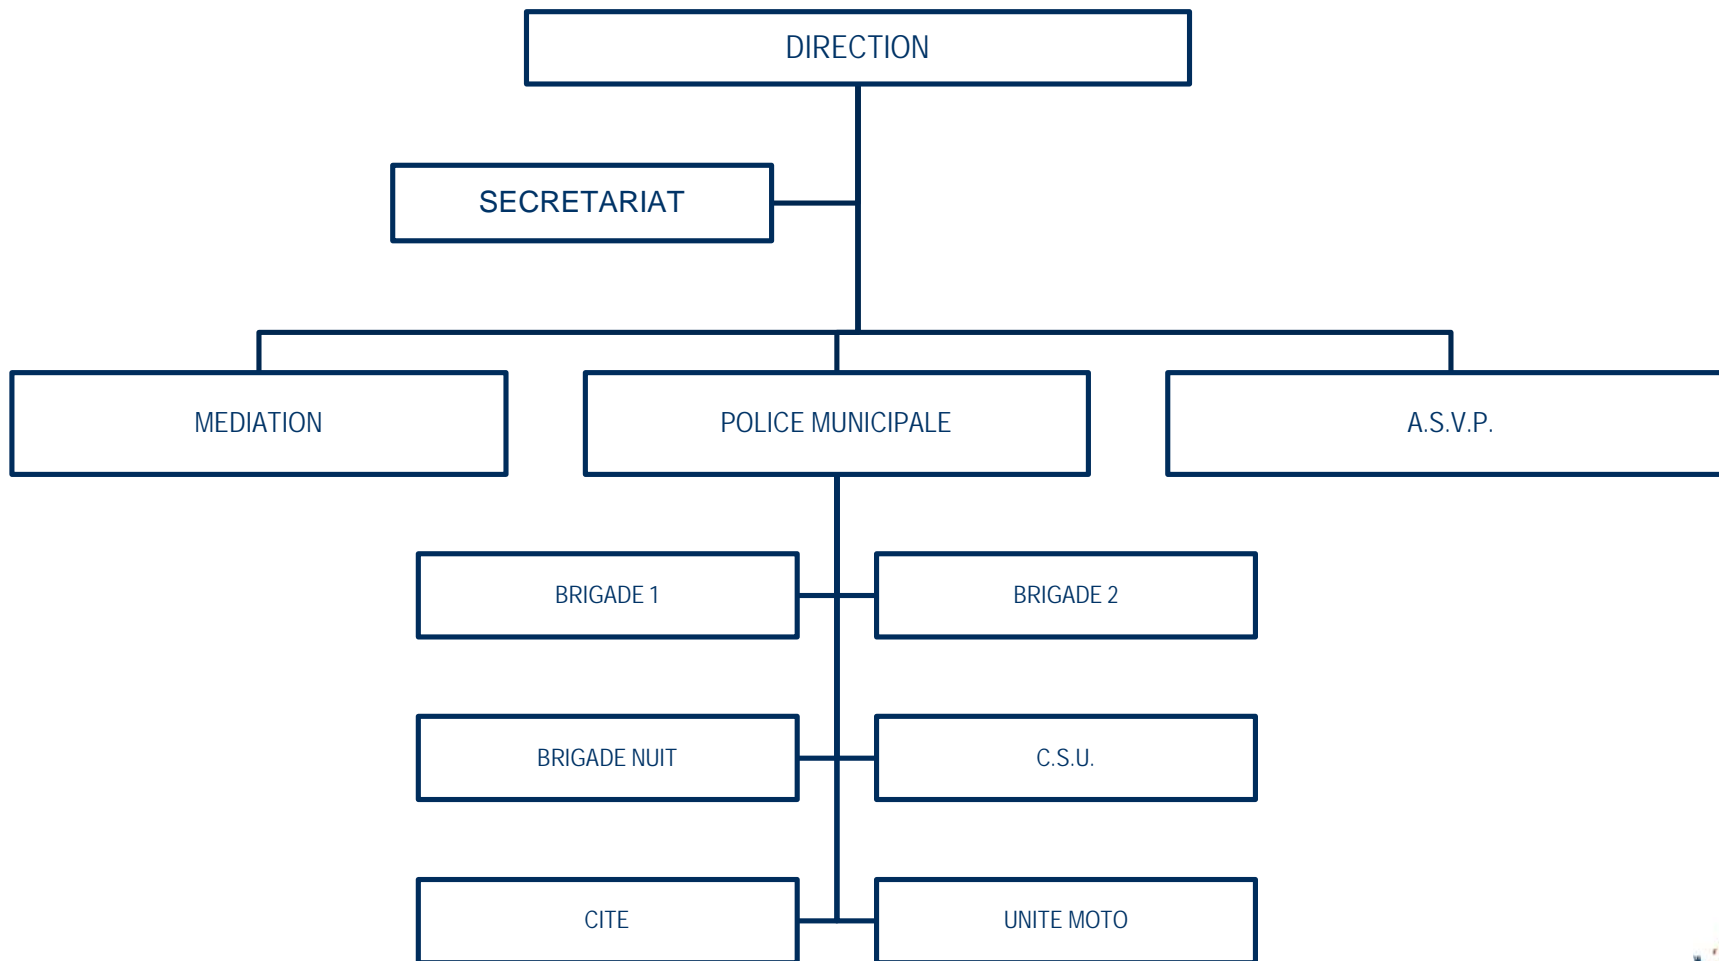 DIRECTION
SECRETARIAT
MEDIATION
POLICE MUNICIPALE
A.S.V.P.
BRIGADE 1
BRIGADE 2
BRIGADE NUIT
C.S.U.
CITE
UNITE MOTO